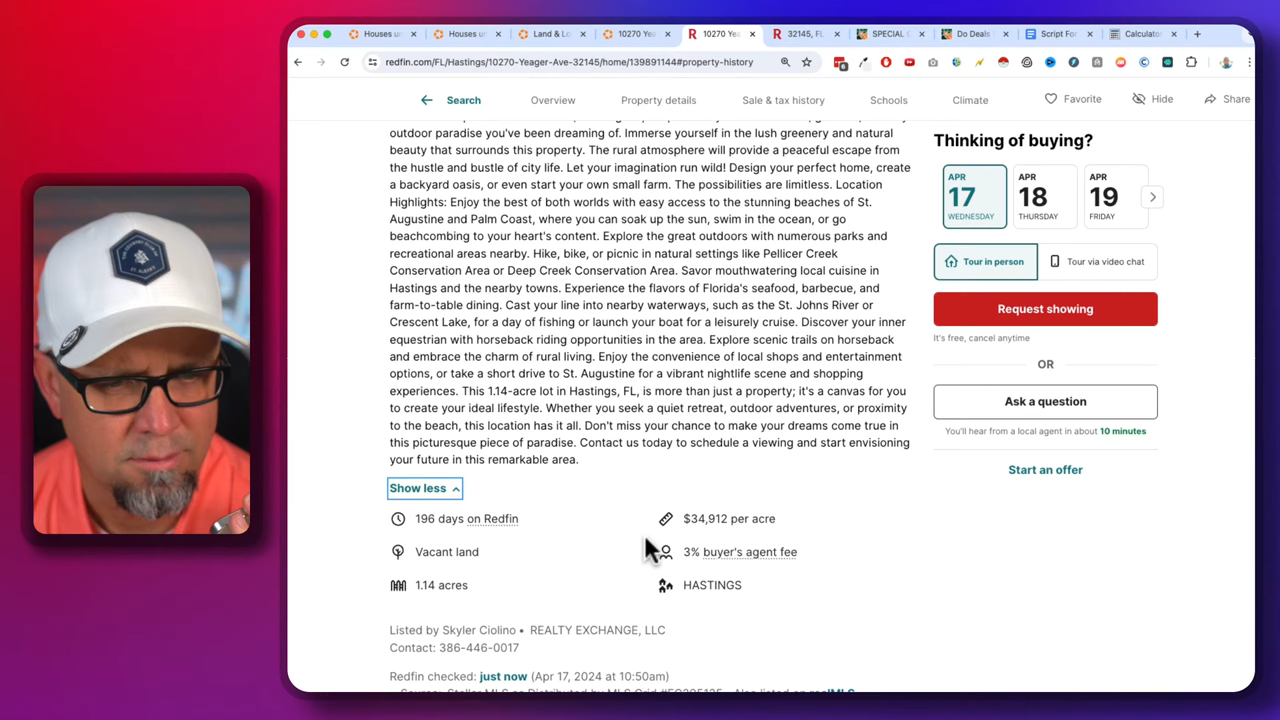 Houses u
Houses u
Land & Lo
10270 Ye
10270 Yea
32145, FL
SPECIAL
Do Deals
Script For
Calculator
redfin.com/FL/Hastings/10270-Yeager-Ave-32145/home/139891144#property-history
Search
Overview
Property details
Sale & tax history
Schools
Climate
Favorite
Hide
Share
outdoor paradise you've been dreaming of. Immerse yourself in the lush greenery and natural
beauty that surrounds this property. The rural atmosphere will provide a peaceful escape from
the hustle and bustle of city life. Let your imagination run wild! Design your perfect home, create
a backyard oasis, or even start your own small farm. The possibilities are limitless. Location
Highlights: Enjoy the best of both worlds with easy access to the stunning beaches of St.
Augustine and Palm Coast, where you can soak up the sun, swim in the ocean, or go
beachcombing to your heart's content. Explore the great outdoors with numerous parks and
recreational areas nearby. Hike, bike, or picnic in natural settings like Pellicer Creek
Conservation Area or Deep Creek Conservation Area. Savor mouthwatering local cuisine in
Hastings and the nearby towns. Experience the flavors of Florida's seafood, barbecue, and
farm-to-table dining. Cast your line into nearby waterways, such as the St. Johns River or
Crescent Lake, for a day of fishing or launch your boat for a leisurely cruise. Discover your inner
equestrian with horseback riding opportunities in the area. Explore scenic trails on horseback
and embrace the charm of rural living. Enjoy the convenience of local shops and entertainment
options, or take a short drive to St. Augustine for a vibrant nightlife scene and shopping
experiences. This 1.14-acre lot in Hastings, FL, is more than just a property; it's a canvas for you
to create your ideal lifestyle. Whether you seek a quiet retreat, outdoor adventures, or proximity
to the beach, this location has it all. Don't miss your chance to make your dreams come true in
this picturesque piece of paradise. Contact us today to schedule a viewing and start envisioning
your future in this remarkable area.
Show less
196 days on Redfin
$34,912 per acre
Vacant land
3% buyer's agent fee
1.14 acres
HASTINGS
Listed by Skyler Ciolino • REALTY EXCHANGE, LLC
Contact: 386-446-0017
Redfin checked: just now (Apr 17, 2024 at 10:50am)
Thinking of buying?
APR
17
WEDNESDAY
APR
18
THURSDAY
APR
19
FRIDAY
Tour in person
Tour via video chat
Request showing
It's free, cancel anytime
OR
Ask a question
You'll hear from a local agent in about 10 minutes
Start an offer